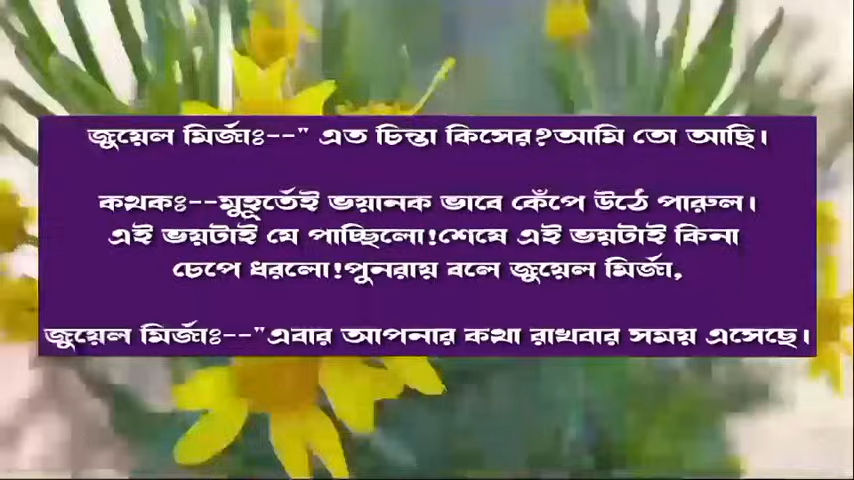 জুয়েল মির্জাঃ--" এত চিন্তা কিসের?আমি তো আছি।
কথকঃ--মুহূর্তেই ভয়ানক ভাবে কেঁপে উঠে পারুল।
এই ভয়টাই যে পাচ্ছিলো!শেষে এই ভয়টাই কিনা
চেপে ধরলো!পুনরায় বলে জুয়েল মির্জা,
জুয়েল মির্জাঃ--"এবার আপনার কথা রাখবার সময় এসেছে।